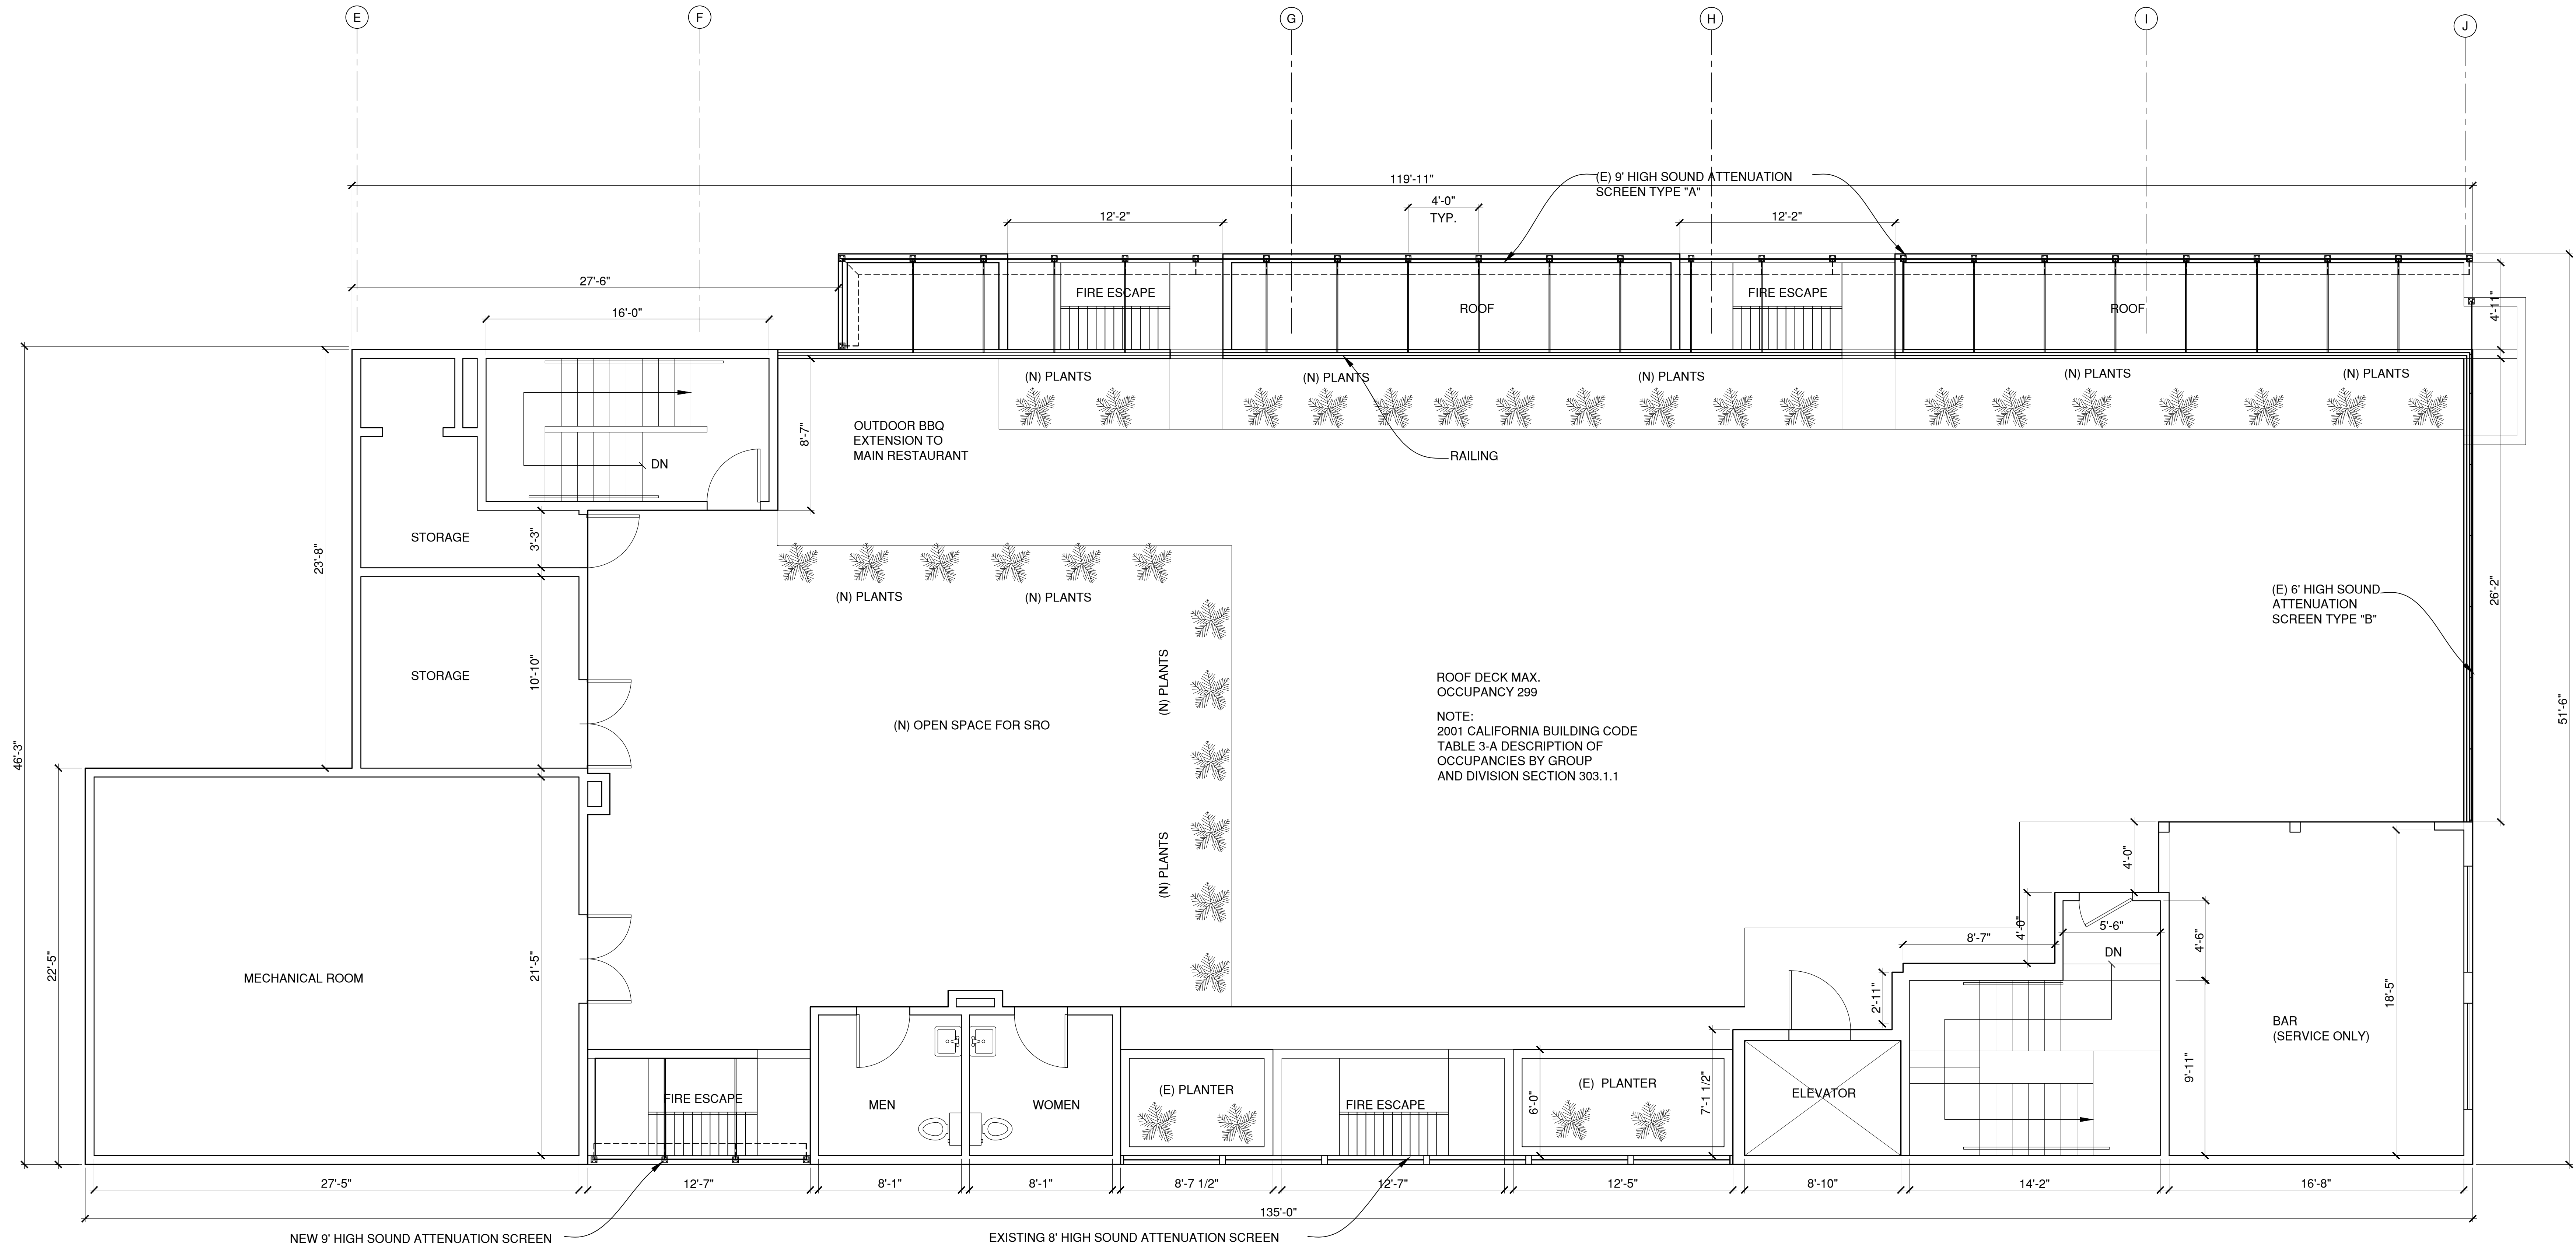 E
F
G
H
I
J
119'-11"
(E) 9' HIGH SOUND ATTENUATION
SCREEN TYPE "A"
12'-2"
4'-0"
TYP.
12'-2"
27'-6"
16'-0"
FIRE ESCAPE
ROOF
FIRE ESCAPE
ROOF
4'-11"
(N) PLANTS
(N) PLANTS
(N) PLANTS
(N) PLANTS
(N) PLANTS
OUTDOOR BBQ
EXTENSION TO
MAIN RESTAURANT
8'-7"
DN
RAILING
STORAGE
3'-3"
23'-8"
(N) PLANTS
(N) PLANTS
(E) 6' HIGH SOUND
ATTENUATION
SCREEN TYPE "B"
26'-2"
STORAGE
10'-10"
(N) PLANTS
(N) OPEN SPACE FOR SRO
ROOF DECK MAX.
OCCUPANCY 299
NOTE:
2001 CALIFORNIA BUILDING CODE
TABLE 3-A DESCRIPTION OF
OCCUPANCIES BY GROUP
AND DIVISION SECTION 303.1.1
46'-3"
51'-6"
(N) PLANTS
4'-0"
4'-0"
8'-7"
5'-6"
4'-6"
DN
22'-5"
MECHANICAL ROOM
21'-5"
2'-11"
18'-5"
BAR
(SERVICE ONLY)
9'-11"
FIRE ESCAPE
MEN
WOMEN
(E) PLANTER
FIRE ESCAPE
(E) PLANTER
6'-0"
7'-1 1/2"
ELEVATOR
27'-5"
12'-7"
8'-1"
8'-1"
8'-7 1/2"
12'-7"
12'-5"
8'-10"
14'-2"
16'-8"
135'-0"
NEW 9' HIGH SOUND ATTENUATION SCREEN
EXISTING 8' HIGH SOUND ATTENUATION SCREEN